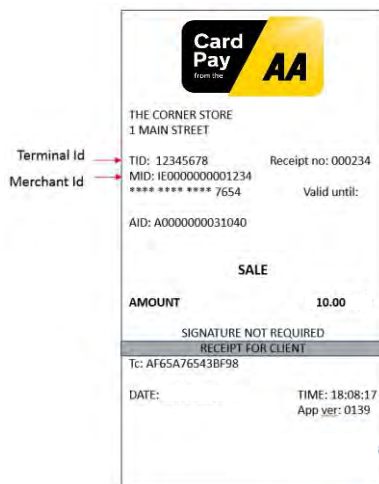 Card
Pay
from the
AA
THE CORNER STORE
1 MAIN STREET
Terminal Id
TID: 12345678 Receipt no: 000234
Merchant Id
MID: IE0000000001234
**** **** **** 7654 Valid until:
AID: A0000000031040
SALE
AMOUNT 10.00
SIGNATURE NOT REQUIRED
RECEIPT FOR CLIENT
Tc: AF65A76543BF98
DATE: TIME: 18:08:17
App ver: 0139